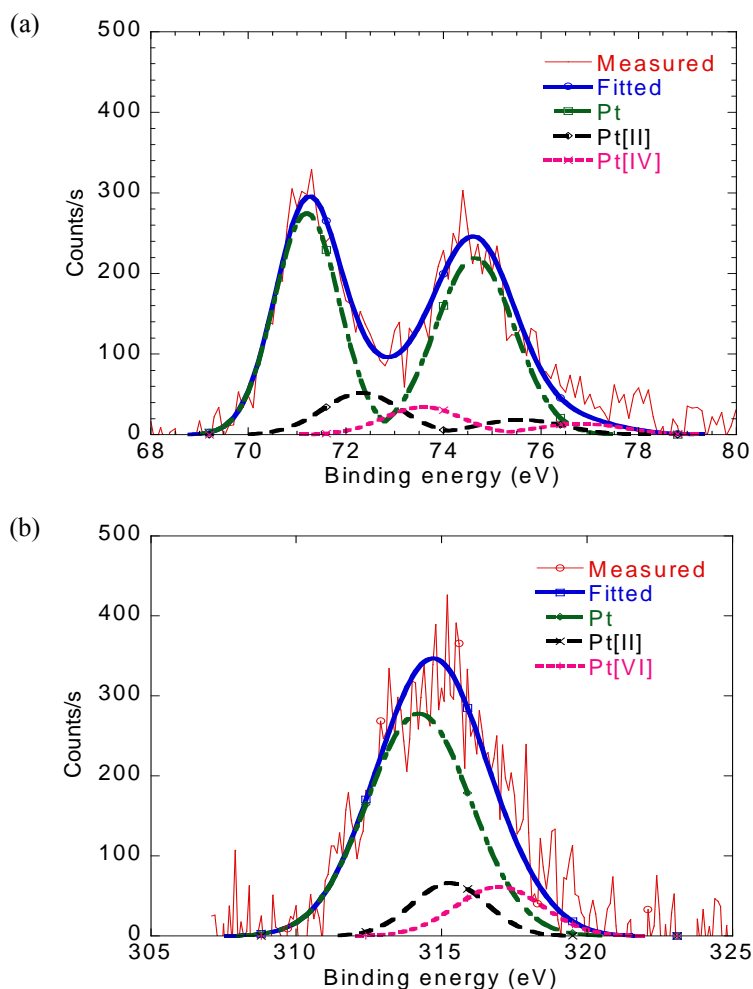 (a)
500
400
300
200
100
0
Counts/s
Measured
Fitted
Pt
Pt[II]
Pt[IV]
68 70 72 74 76 78 80
Binding energy (eV)
(b)
500
400
300
200
100
0
Counts/s
Measured
Fitted
Pt
Pt[II]
Pt[VI]
305 310 315 320 325
Binding energy (eV)